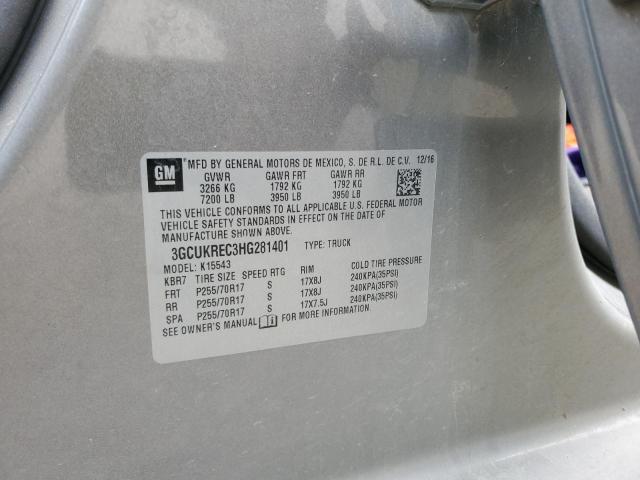 GM
MFD BY GENERAL MOTORS DE MEXICO, S. DE R.L. DE C.V. 12/16
GVWR GAWR FRT GAWR RR
3266 KG 1792 KG 1792 KG
7200 LB 3950 LB 3950 LB
THIS VEHICLE CONFORMS TO ALL APPLICABLE U.S. FEDERAL MOTOR
VEHICLE SAFETY STANDARDS IN EFFECT ON THE DATE OF
MANUFACTURE SHOWN ABOVE.
3GCUKREC3HG281401 TYPE: TRUCK
MODEL: K15543
KBR7 TIRE SIZE SPEED RTG RIM COLD TIRE PRESSURE
FRT P255/70R17 S 17X8J 240KPA(35PSI)
RR P255/70R17 S 17X8J 240KPA(35PSI)
SPA P255/70R17 S 17X7.5J 240KPA(35PSI)
SEE OWNER'S MANUAL FOR MORE INFORMATION.